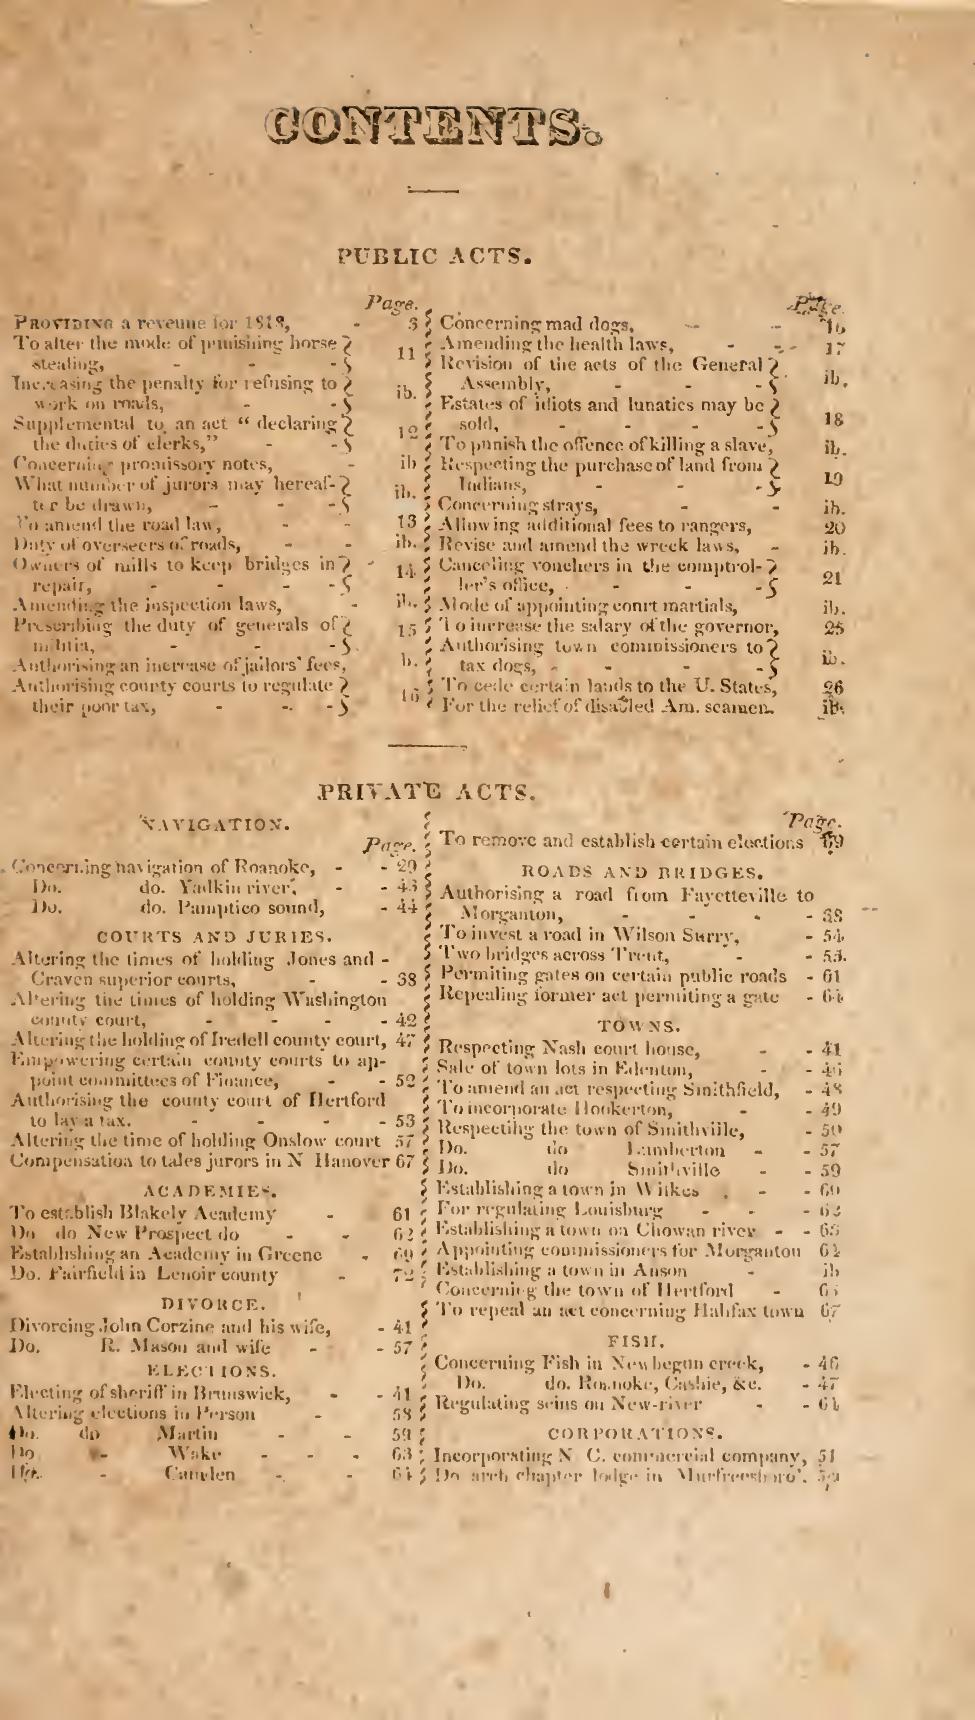 CONTENTS.
PUBLIC ACTS.
Page.
PROVIDING a revenue for 1818, - 3
To alter the mode of punishing horse
stealing, - - - 11
Increasing the penalty for refusing to
work on roads, - - ib.
Supplemental to an act “ declaring
the duties of clerks,” - - 12
Concerning promissory notes, - ib
What number of jurors may hereaf-
ter be drawn, - - - ib.
To amend the road law, - - 13
Duty of overseers of roads, - - ib.
Owners of mills to keep bridges in
repair, - - - - 14
Amending the inspection laws, - ib.
Prescribing the duty of generals of
militia, - - - 15
Authorising an increase of jailors' fees, b.
Authorising county courts to regulate
their poor tax, - - - 16
Page.
Concerning mad dogs, - - 16
Amending the health laws, - - 17
Revision of the acts of the General
Assembly, - - - ib.
Estates of idiots and lunatics may be
sold, - - - - 18
To punish the offence of killing a slave, ib.
Respecting the purchase of land from
Indians, - - - 19
Concerning strays, - - ib.
Allowing additional fees to rangers, 20
Revise and amend the wreck laws, - ib.
Canceling vouchers in the comptrol-
ler's office, - - - 21
Mode of appointing court martials, ib.
To increase the salary of the governor, 25
Authorising town commissioners to
tax dogs, - - - - ib.
To cede certain lands to the U. States, 26
For the relief of disabled Am. seamen. ib.
PRIVATE ACTS.
NAVIGATION.
Page.
Concerning navigation of Roanoke, - - 29
Do. do. Yadkin river, - - 43
Do. do. Pamptico sound, - 44
COURTS AND JURIES.
Altering the times of holding Jones and -
Craven superior courts, - - 38
Altering the times of holding Washington
county court, - - - - 42
Altering the holding of Iredell county court, 47
Empowering certain county courts to ap-
point committees of Finance, - - 52
Authorising the county court of Hertford
to lay a tax. - - - - 53
Altering the time of holding Onslow court 57
Compensation to tales jurors in N Hanover 67
ACADEMIES.
To establish Blakely Academy - 61
Do do New Prospect do - - 62
Establishing an Academy in Greene - 69
Do. Fairfield in Lenoir county - 72
DIVORCE.
Divorcing John Corzine and his wife, - 41
Do. R. Mason and wife - - 57
ELECTIONS.
Electing of sheriff in Brunswick, - - 41
Altering elections in Person - 58
Do. do Martin - - 59
Do - Wake - - - 63
Do. - Camden - - 64
Page.
To remove and establish certain elections 69
ROADS AND BRIDGES.
Authorising a road from Fayetteville to
Morganton, - - - - 38
To invest a road in Wilson Surry, - 54
Two bridges across Trent, - - 55.
Permiting gates on certain public roads - 61
Repealing former act permiting a gate - 64
TOWNS.
Respecting Nash court house, - - 41
Sale of town lots in Edenton, - - 46
To amend an act respecting Smithfield, - 48
To incorporate Hookerton, - - 49
Respecting the town of Smithville, - 50
Do. do Lumberton - - 57
Do. do Smithville - - 59
Establishing a town in Wilkes - - 60
For regulating Louisburg - - - 62
Establishing a town on Chowan river - - 63
Appointing commissioners for Morganton 64
Establishing a town in Anson - ib
Concerning the town of Hertford - 65
To repeal an act concerning Halifax town 67
FISH.
Concerning Fish in Newbegun creek, - 46
Do. do. Roanoke, Cashie, &c. - 47
Regulating seins on New-river - - 64
CORPORATIONS.
Incorporating N C. commercial company, 51
Do arch chapter lodge in Murfreesboro'.